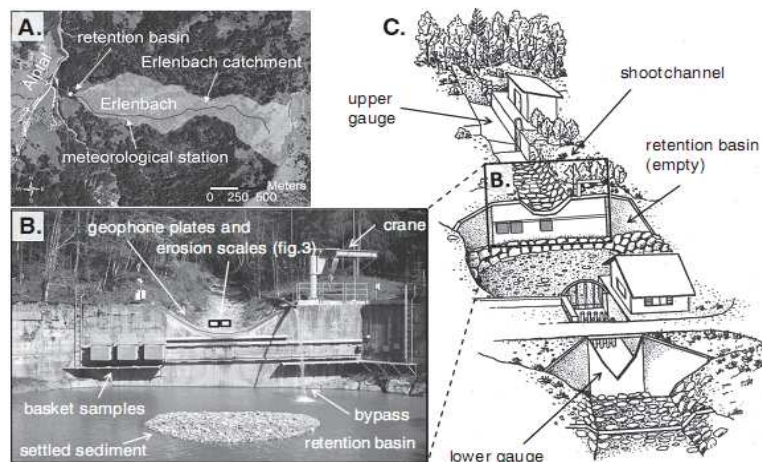 A.
retention basin
Alptal
Erlenbach catchment
Erlenbach
meteorological station
0 250 500
Meters
B.
geophone plates and
erosion scales (fig.3)
crane
basket samples
settled sediment
bypass
retention basin
C.
upper
gauge
shootchannel
retention basin
(empty)
B.
lower gauge